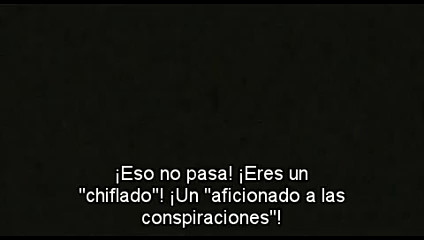 ¡Eso no pasa! ¡Eres un
"chiflado"! ¡Un "aficionado a las
conspiraciones"!